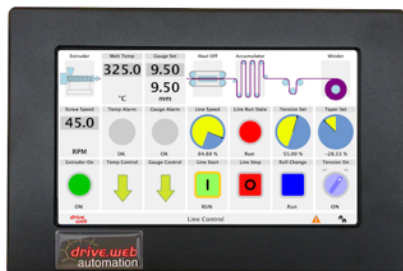 Extruder Melt Temp Gauge Set Haul Off Accumulator Winder
325.0 9.50
9.50
°C mm
Screw Speed Temp Alarm Gauge Alarm Line Speed Line Run State Tension Set Taper Set
45.0
RPM OK OK 84.88 % Run 55.00 % -28.33 %
Extruder On Temp Control Gauge Control Line Start Line Stop Roll Change Tension On
I O
ON RUN Run ON
drive.web Line Control
drive.web
automation